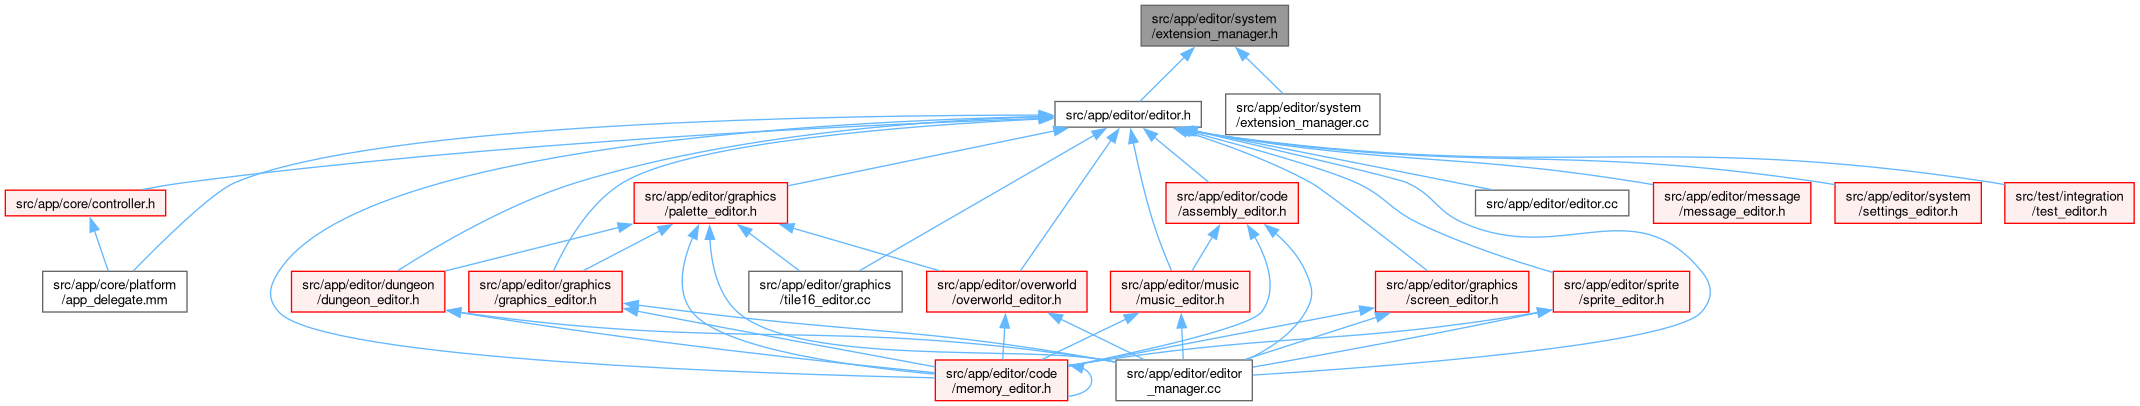 src/app/editor/system
/extension_manager.h
src/app/editor/editor.h
src/app/editor/system
/extension_manager.cc
src/app/core/controller.h
src/app/editor/graphics
/palette_editor.h
src/app/editor/code
/assembly_editor.h
src/app/editor/editor.cc
src/app/editor/message
/message_editor.h
src/app/editor/system
/settings_editor.h
src/test/integration
/test_editor.h
src/app/core/platform
/app_delegate.mm
src/app/editor/dungeon
/dungeon_editor.h
src/app/editor/graphics
/graphics_editor.h
src/app/editor/graphics
/tile16_editor.cc
src/app/editor/overworld
/overworld_editor.h
src/app/editor/music
/music_editor.h
src/app/editor/graphics
/screen_editor.h
src/app/editor/sprite
/sprite_editor.h
src/app/editor/code
/memory_editor.h
src/app/editor/editor
_manager.cc